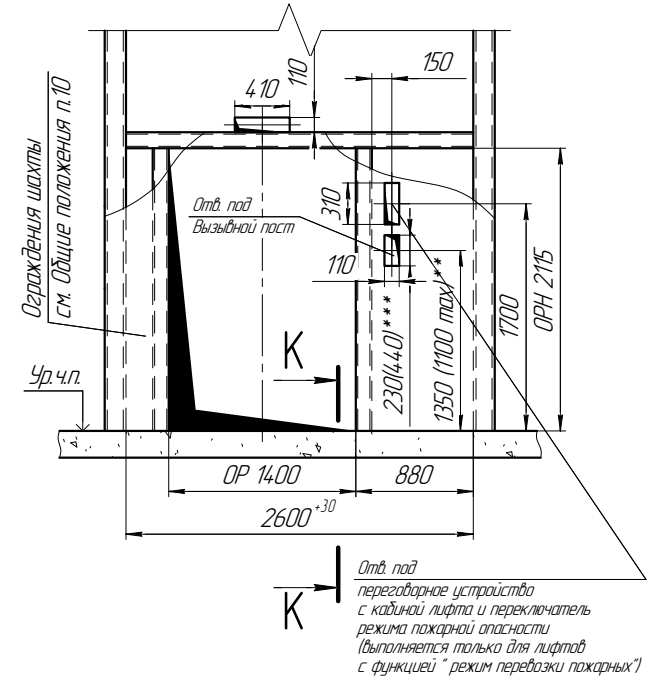 150
110
410
Ограждения шахты
см. Общие положения п.10
Отв. под
Вызывной пост
310
110
230(440)***
1350 (1100 max)**
1700
ОРН 2115
К
Ур.ч.п.
ОР 1400
880
2600 +30
К
Отв. под
переговорное устройство
с кабиной лифта и переключатель
режима пожарной опасности
(выполняется только для лифтов
с функцией " режим перевозки пожарных")